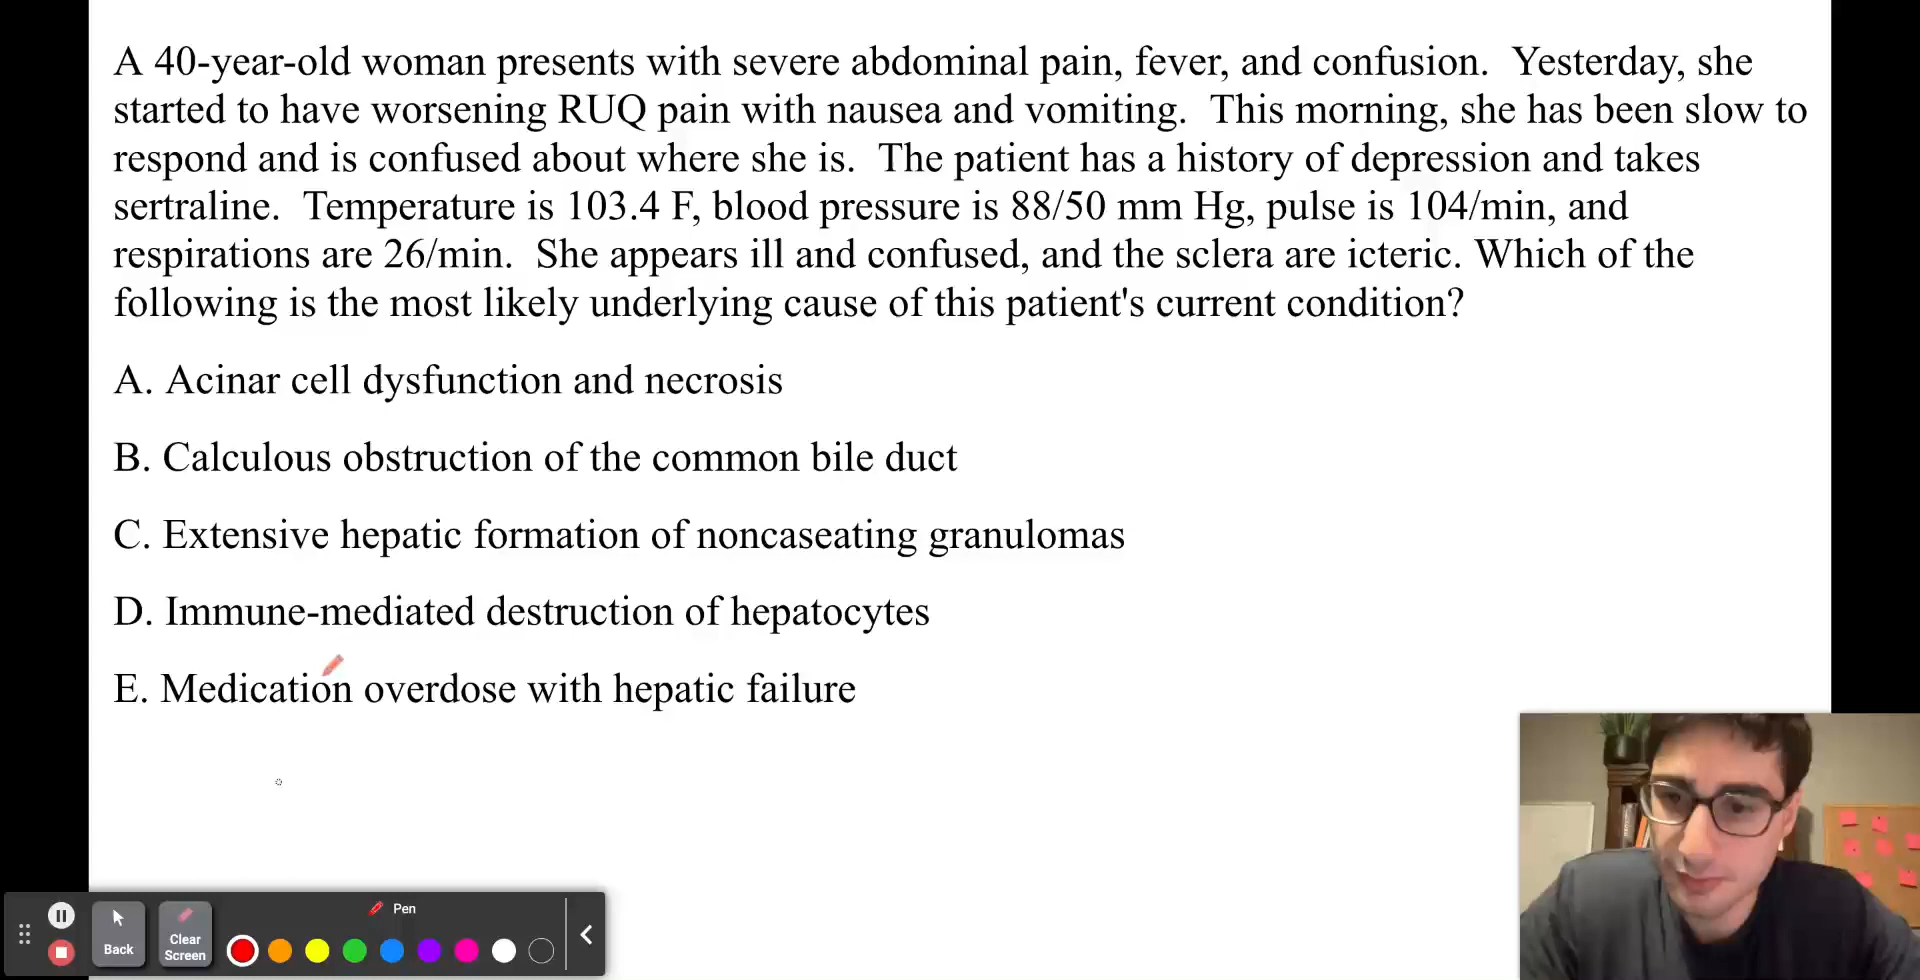 A 40-year-old woman presents with severe abdominal pain, fever, and confusion. Yesterday, she
started to have worsening RUQ pain with nausea and vomiting. This morning, she has been slow to
respond and is confused about where she is. The patient has a history of depression and takes
sertraline. Temperature is 103.4 F, blood pressure is 88/50 mm Hg, pulse is 104/min, and
respirations are 26/min. She appears ill and confused, and the sclera are icteric. Which of the
following is the most likely underlying cause of this patient's current condition?
A. Acinar cell dysfunction and necrosis
B. Calculous obstruction of the common bile duct
C. Extensive hepatic formation of noncaseating granulomas
D. Immune-mediated destruction of hepatocytes
E. Medication overdose with hepatic failure
Pen
Back
Clear
Screen